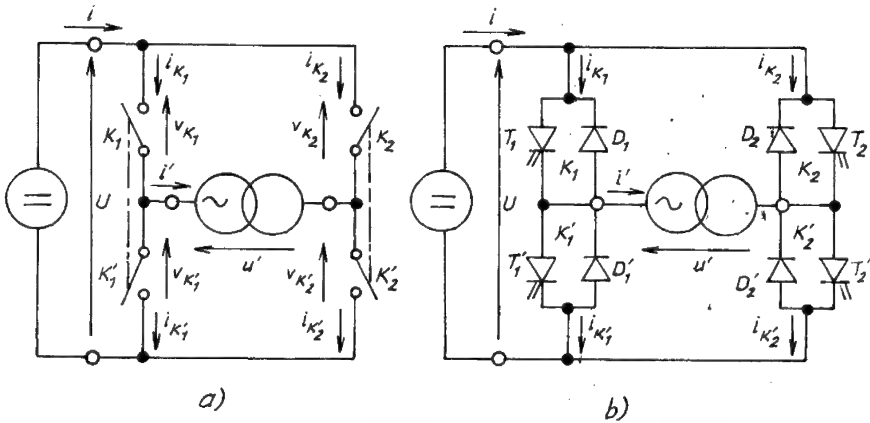 i
i_K1
i_K2
v_K1
v_K2
K1
K2
i'
=
U
~
u'
K1'
K2'
v_K1'
v_K2'
i_K1'
i_K2'
a)
i
i_K1
i_K2
T1
D1
D2
T2
K1
K2
i'
=
U
~
K1'
K2'
u'
T1'
D1'
D2'
T2'
i_K1'
i_K2'
b)